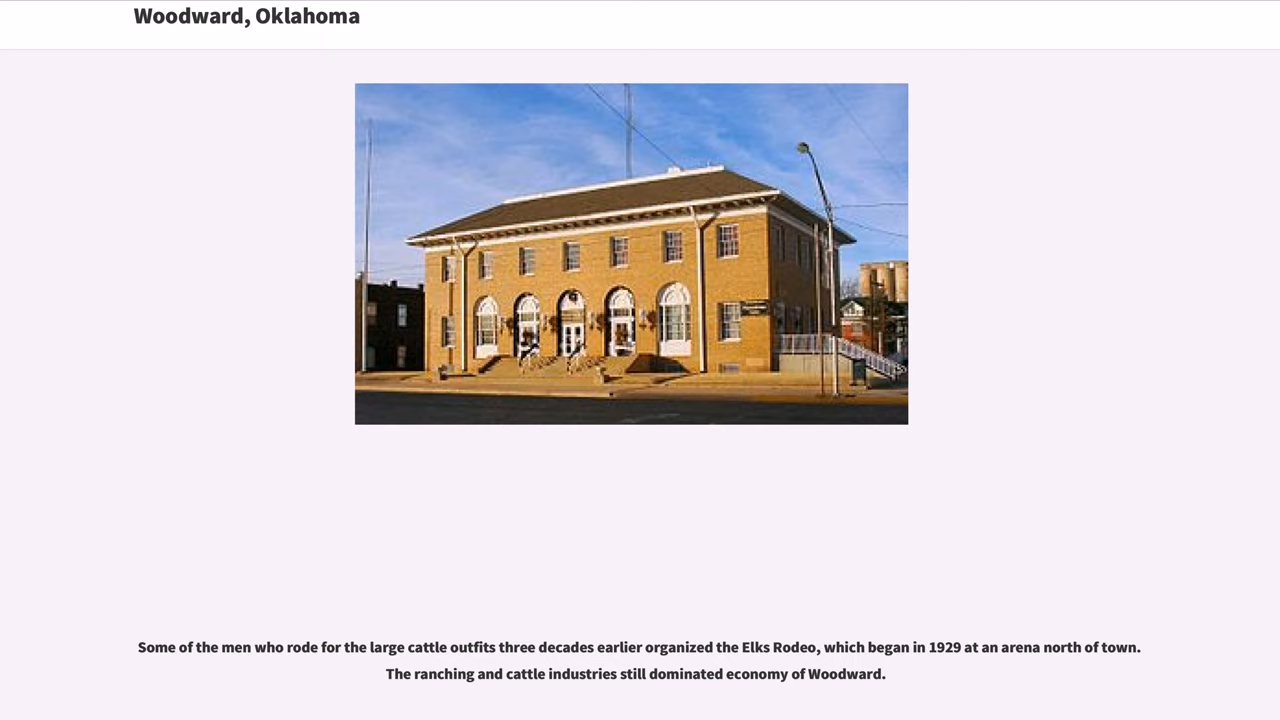 Woodward, Oklahoma
Some of the men who rode for the large cattle outfits three decades earlier organized the Elks Rodeo, which began in 1929 at an arena north of town.
The ranching and cattle industries still dominated economy of Woodward.